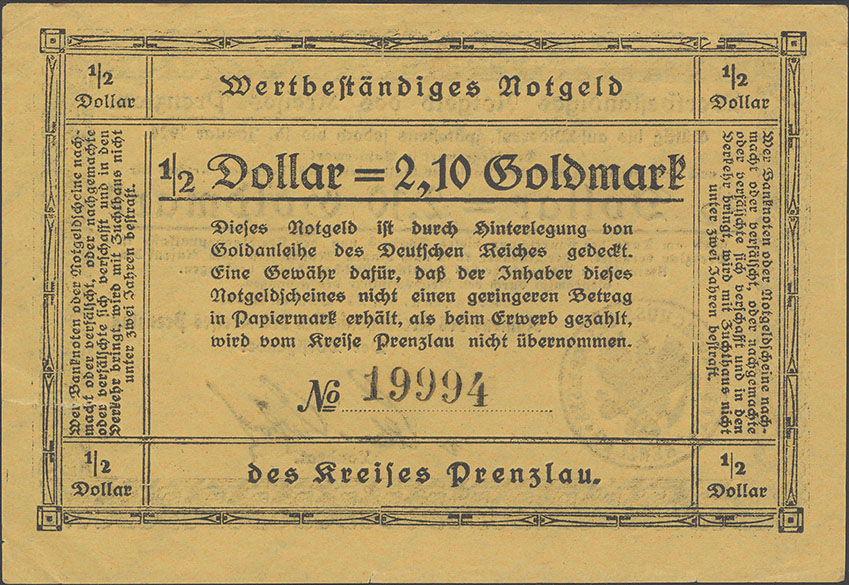 1/2 Dollar
Wertbeständiges Notgeld
1/2 Dollar
Wer Banknoten oder Notgeldscheine nach-
macht oder verfälscht, oder nachgemachte
oder verfälschte sich verschafft und in den
Verkehr bringt, wird mit Zuchthaus nicht
unter zwei Jahren bestraft.
1/2 Dollar = 2,10 Goldmark
Dieses Notgeld ist durch Hinterlegung von
Goldanleihe des Deutschen Reiches gedeckt.
Eine Gewähr dafür, daß der Inhaber dieses
Notgeldscheines nicht einen geringeren Betrag
in Papiermark erhält, als beim Erwerb gezahlt,
wird vom Kreise Prenzlau nicht übernommen.
No 19994
Wer Banknoten oder Notgeldscheine nach-
macht oder verfälscht, oder nachgemachte
oder verfälschte sich verschafft und in den
Verkehr bringt, wird mit Zuchthaus nicht
unter zwei Jahren bestraft.
1/2 Dollar
des Kreises Prenzlau.
1/2 Dollar